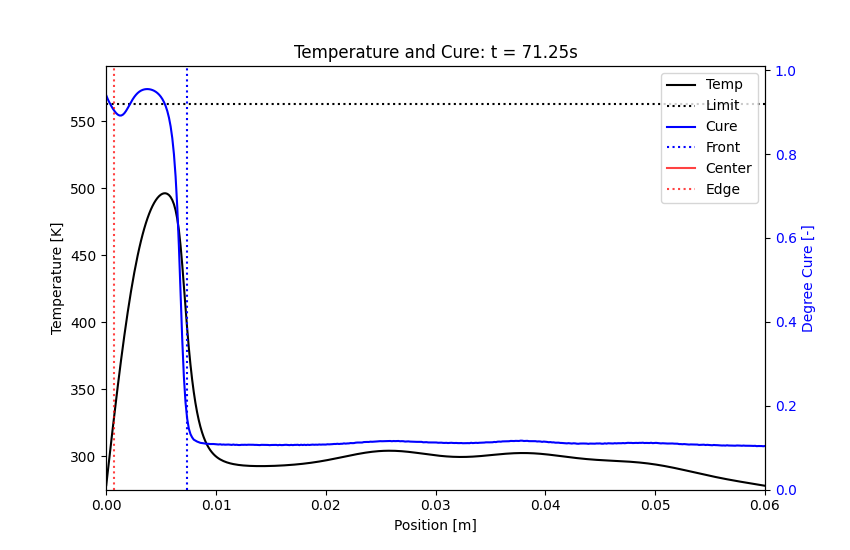 Temperature and Cure: t = 71.25s
Temp
Limit
Cure
Front
Center
Edge
Temperature [K]
550
500
450
400
350
300
1.0
0.8
0.6
0.4
0.2
0.0
Degree Cure [-]
0.00 0.01 0.02 0.03 0.04 0.05 0.06
Position [m]